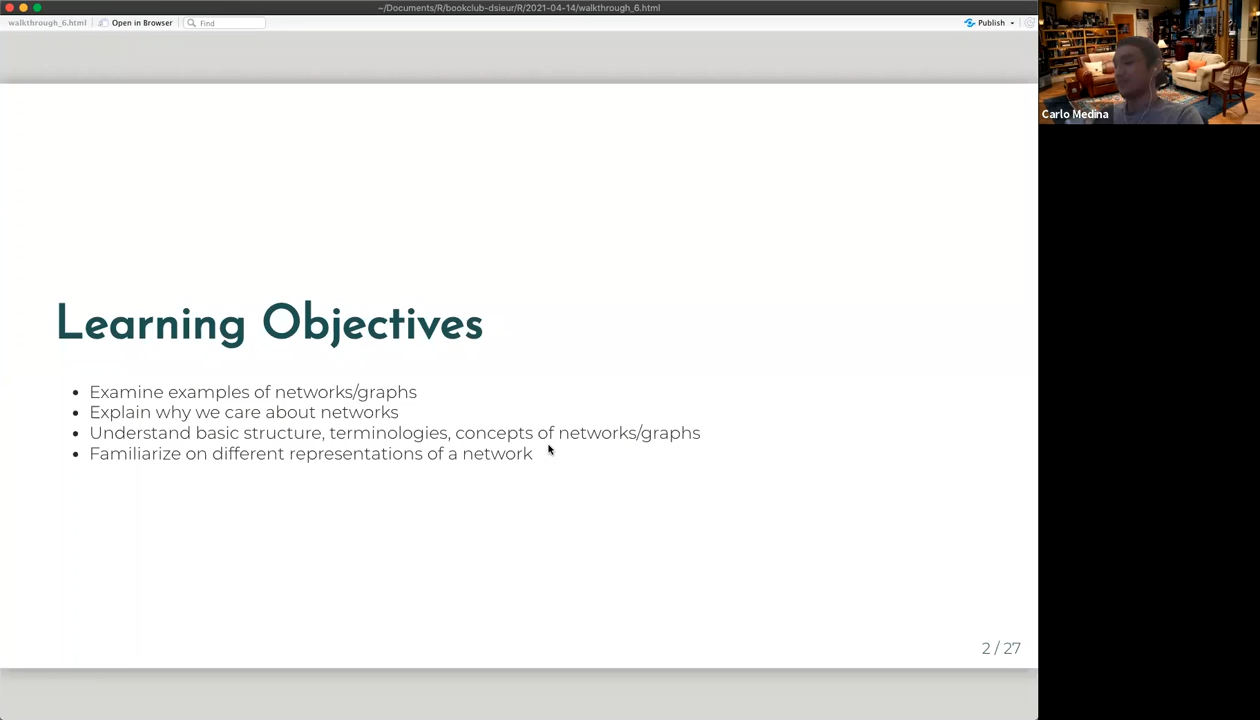 ~/Documents/R/bookclub-dsieur/R/2021-04-14/walkthrough_6.html
walkthrough_6.html
Open in Browser
Find
Publish
Carlo Medina
Learning Objectives
• Examine examples of networks/graphs
• Explain why we care about networks
• Understand basic structure, terminologies, concepts of networks/graphs
• Familiarize on different representations of a network
2 / 27